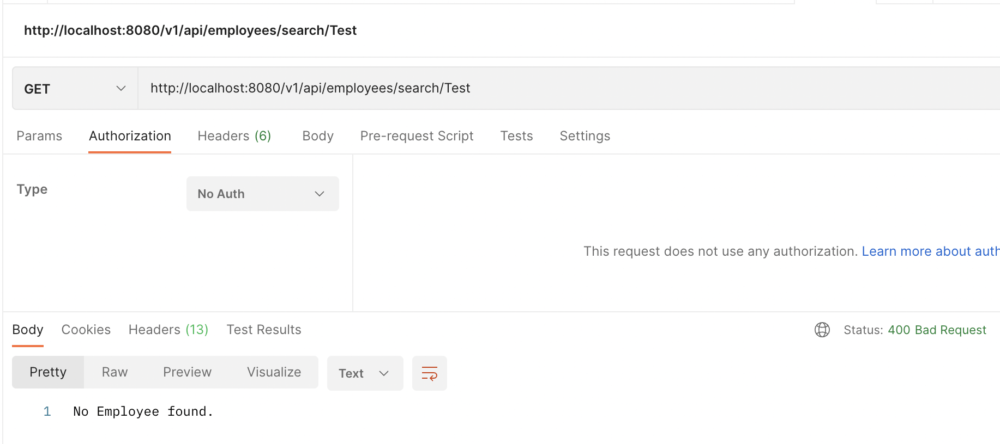 http://localhost:8080/v1/api/employees/search/Test
GET http://localhost:8080/v1/api/employees/search/Test
Params Authorization Headers (6) Body Pre-request Script Tests Settings
Type No Auth
This request does not use any authorization. Learn more about auth
Body Cookies Headers (13) Test Results Status: 400 Bad Request
Pretty Raw Preview Visualize Text
1 No Employee found.